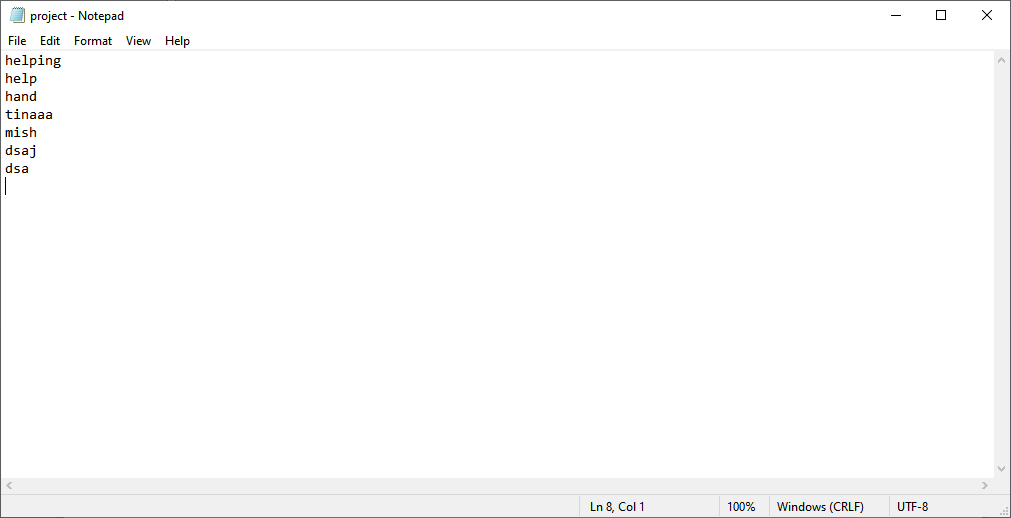 project - Notepad
File Edit Format View Help
helping
help
hand
tinaaa
mish
dsaj
dsa
Ln 8, Col 1 100% Windows (CRLF) UTF-8